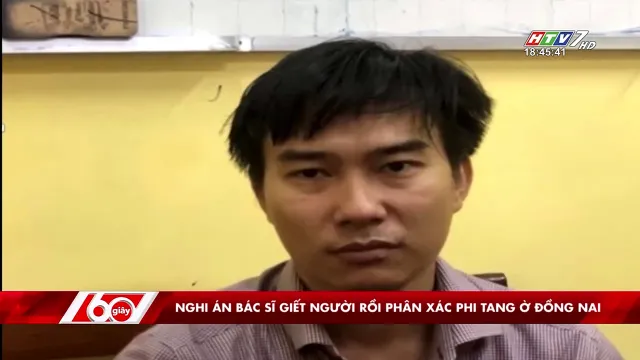 HTV7 HD
18:45:41
60 giây
NGHI ÁN BÁC SĨ GIẾT NGƯỜI RỒI PHÂN XÁC PHI TANG Ở ĐỒNG NAI